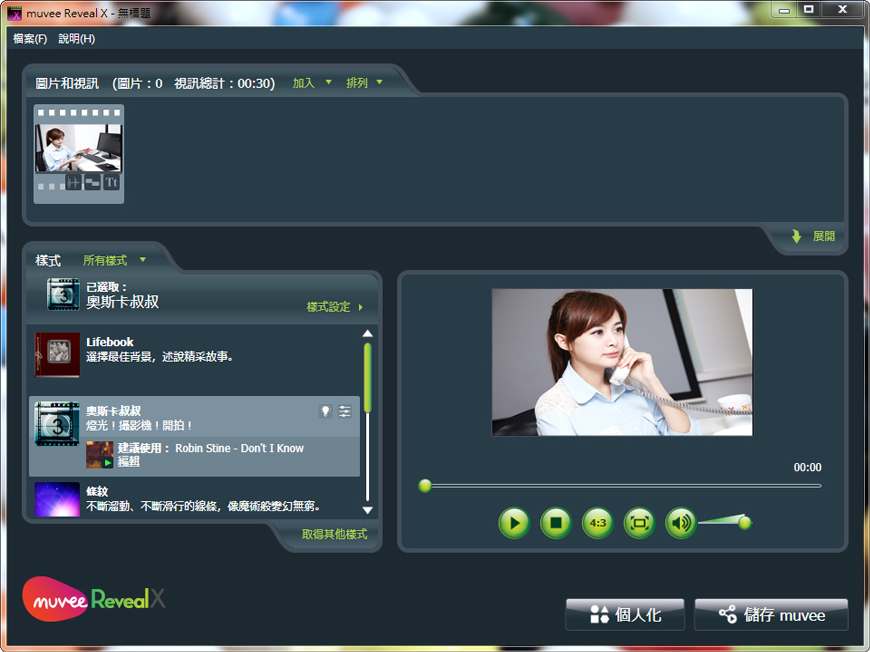 muvee Reveal X - 無標題
檔案(F) 說明(H)
圖片和視訊 (圖片：0 視訊總計：00:30) 加入 排列
Tt
展開
樣式 所有樣式
已選取：
奧斯卡叔叔
樣式設定
Lifebook
選擇最佳背景，述說精采故事。
3
奧斯卡叔叔
燈光！攝影機！開拍！
建議使用： Robin Stine - Don't I Know
編輯
條紋
不斷溜動、不斷滑行的線條，像魔術般變幻無窮。
取得其他樣式
00:00
4:3
muvee Reveal X
個人化
儲存 muvee